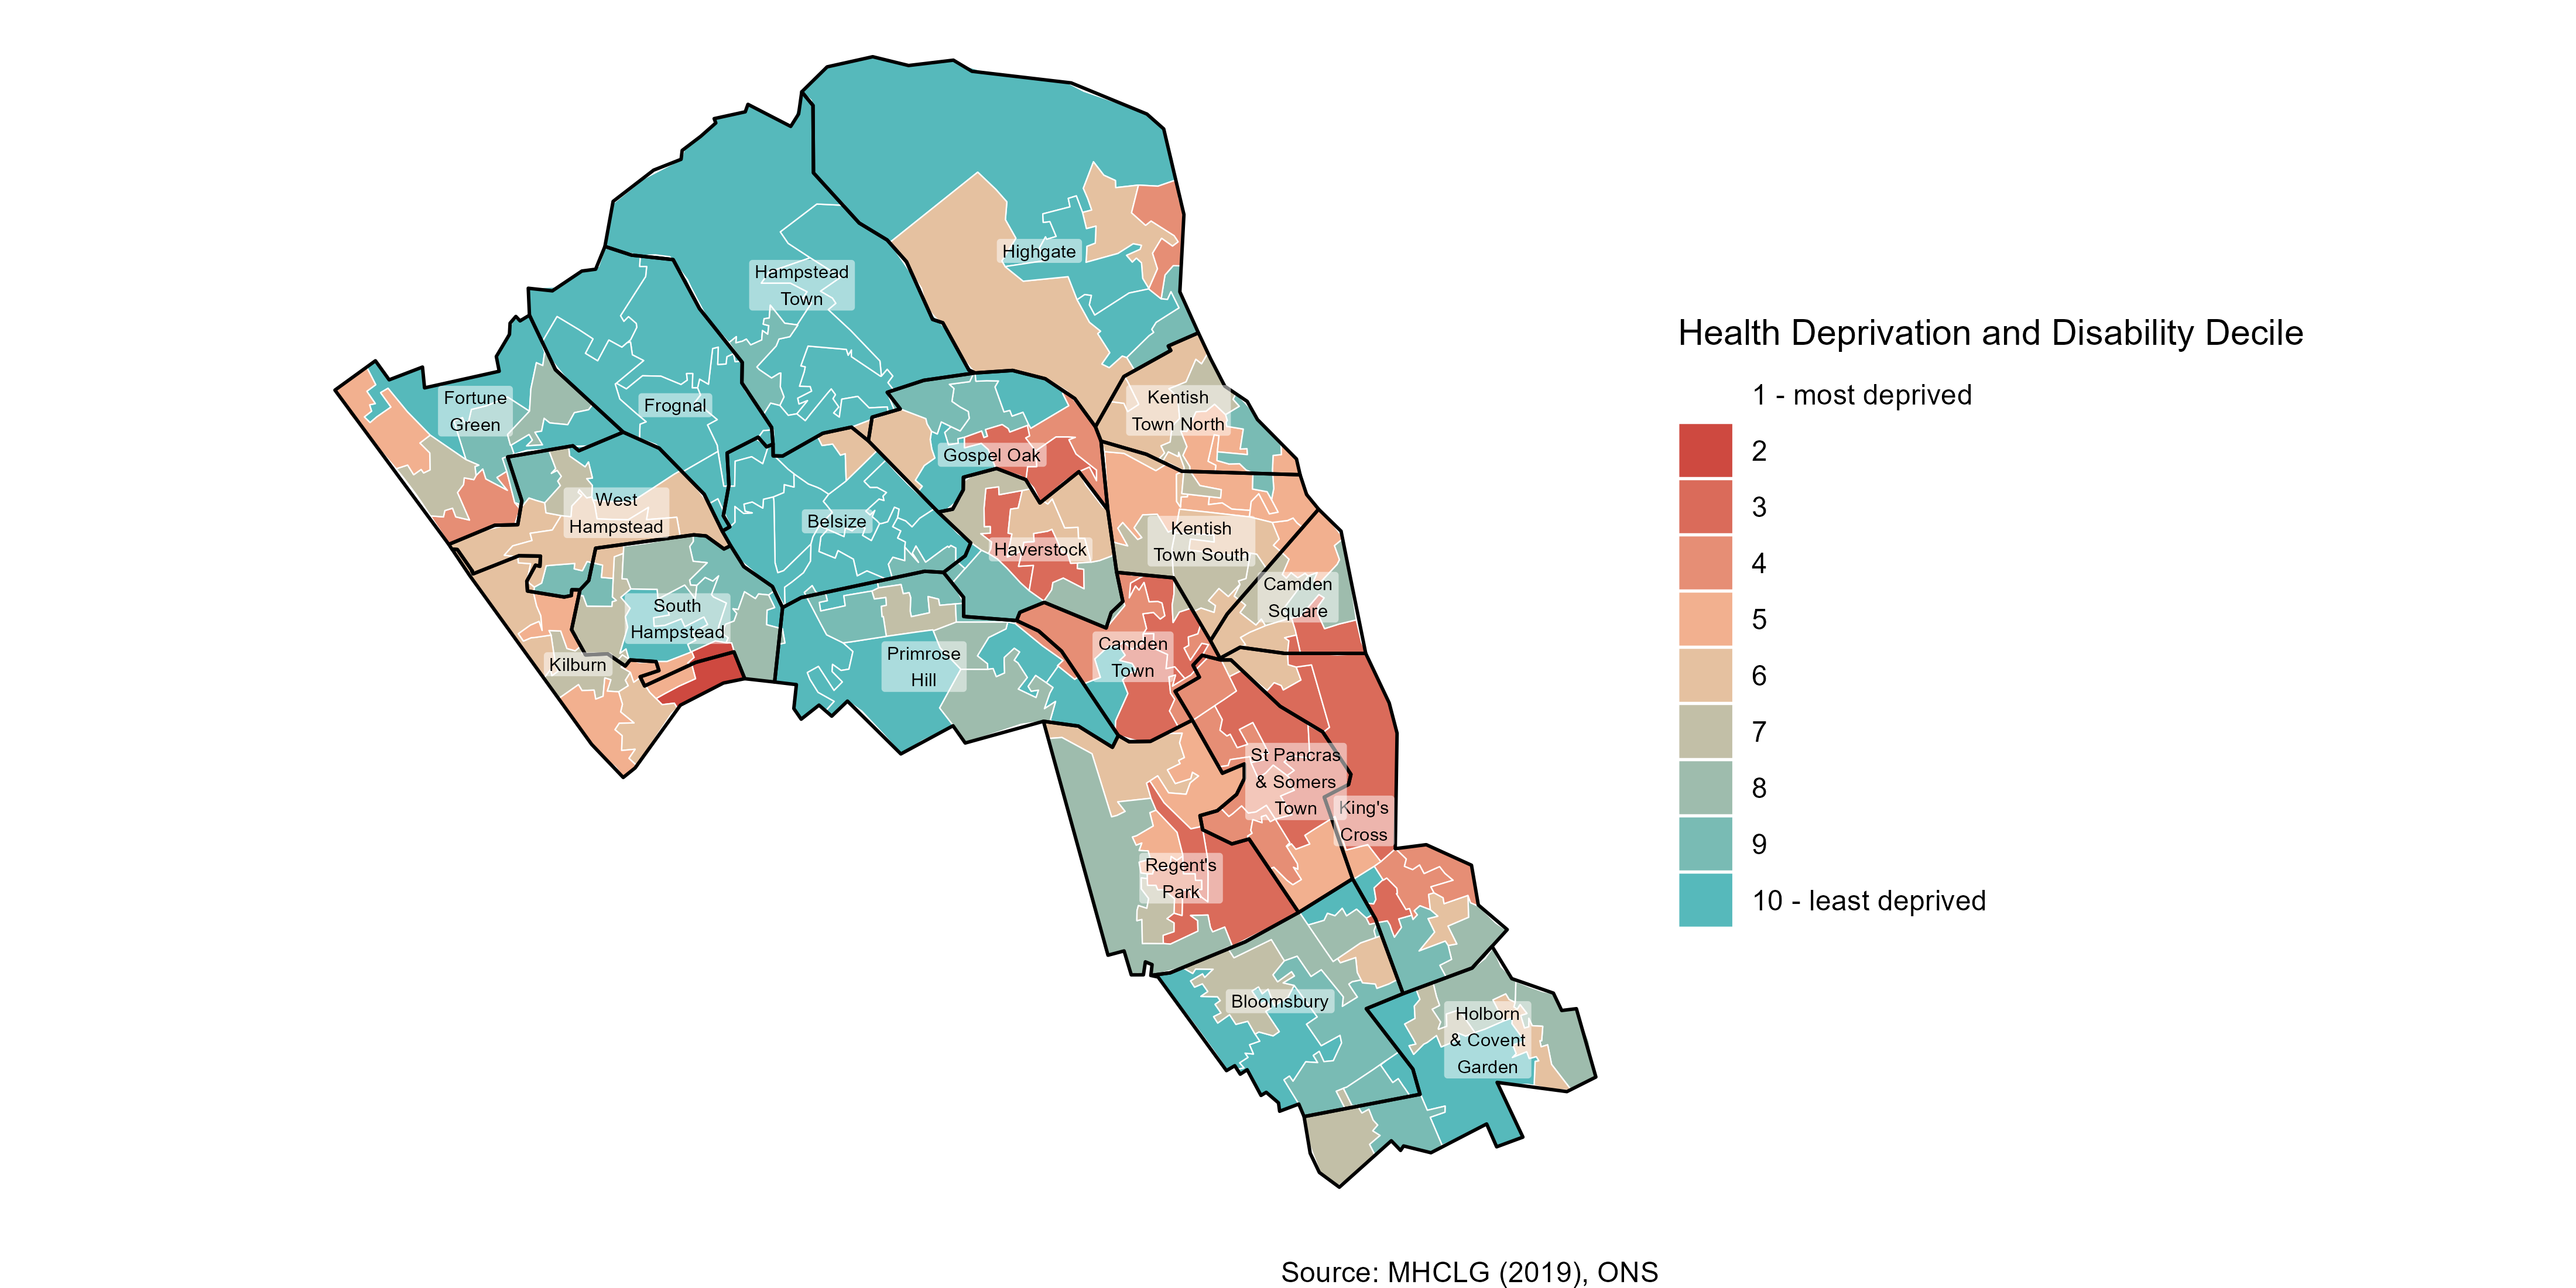 Highgate
Hampstead
Town
Fortune
Green
Frognal
Kentish
Town North
Gospel Oak
West
Hampstead
Belsize
Haverstock
Kentish
Town South
Camden
Square
South
Hampstead
Kilburn
Primrose
Hill
Camden
Town
St Pancras
& Somers
Town
King's
Cross
Regent's
Park
Bloomsbury
Holborn
& Covent
Garden
Health Deprivation and Disability Decile
1 - most deprived
2
3
4
5
6
7
8
9
10 - least deprived
Source: MHCLG (2019), ONS